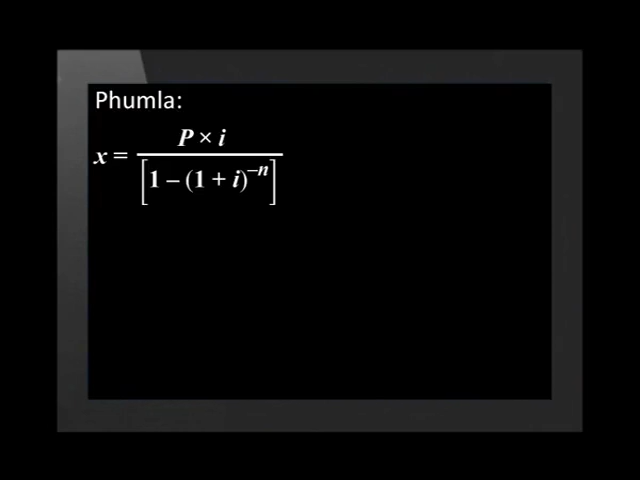 Phumla:
x = P × i / [1 – (1 + i)^–n]